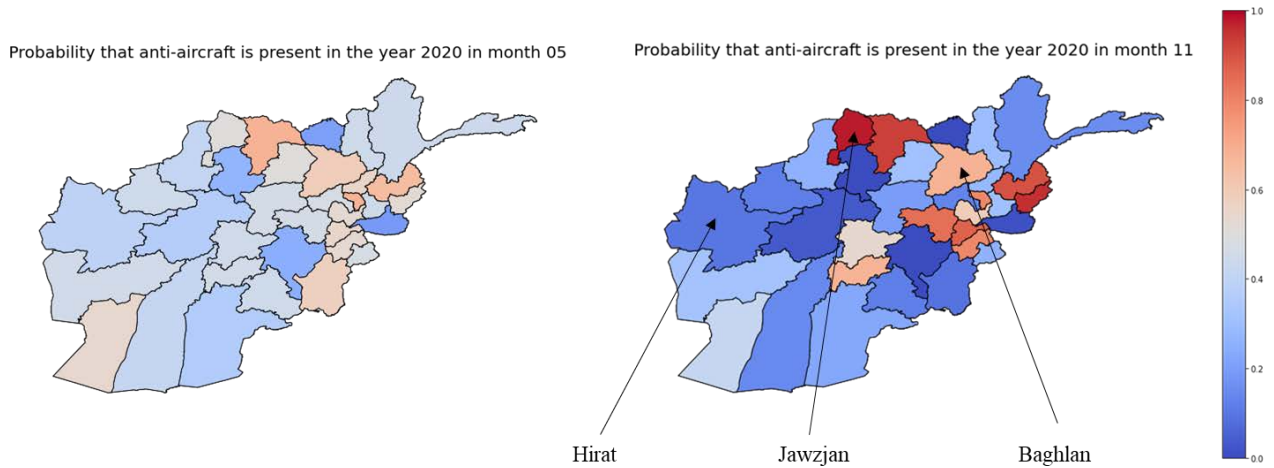 Probability that anti-aircraft is present in the year 2020 in month 05
Probability that anti-aircraft is present in the year 2020 in month 11
1.0
0.8
0.6
0.4
0.2
0.0
Hirat
Jawzjan
Baghlan